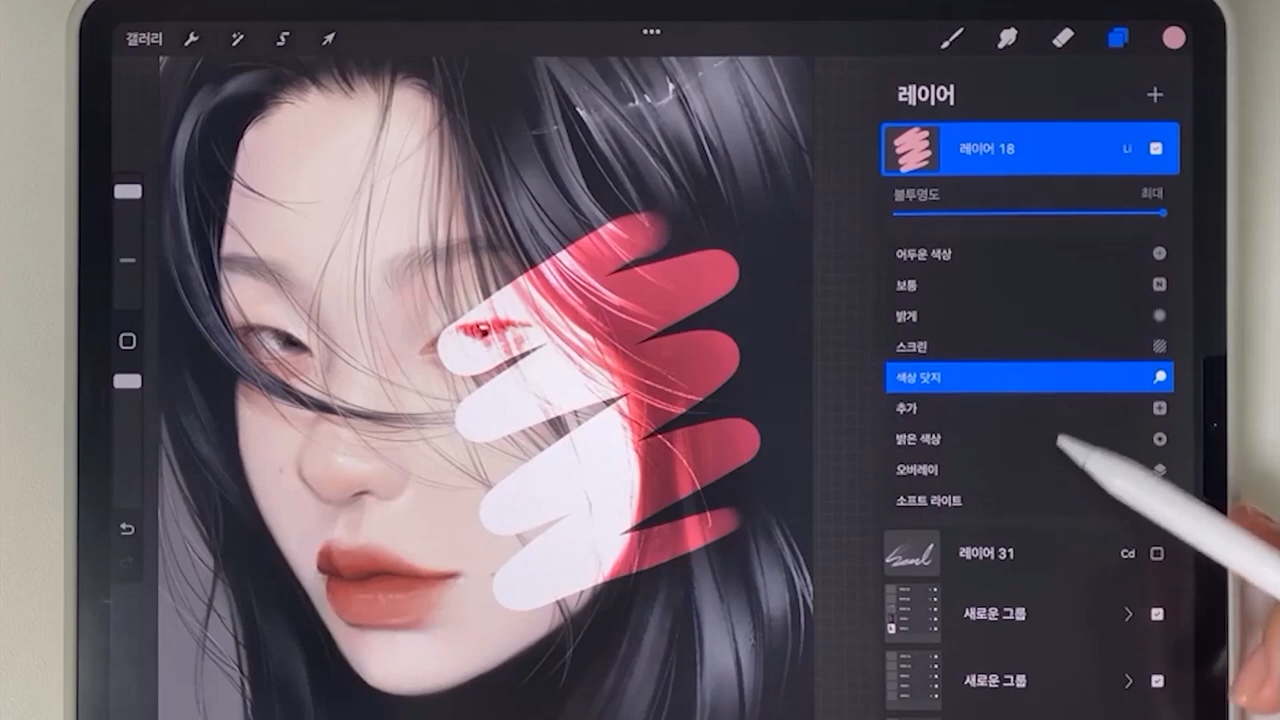 갤러리
레이어
레이어 18 Li
불투명도 최대
어두운 색상
보통 N
밝게
스크린
색상 닷지
추가
밝은 색상
오버레이
소프트 라이트
레이어 31 Cd
새로운 그룹
새로운 그룹